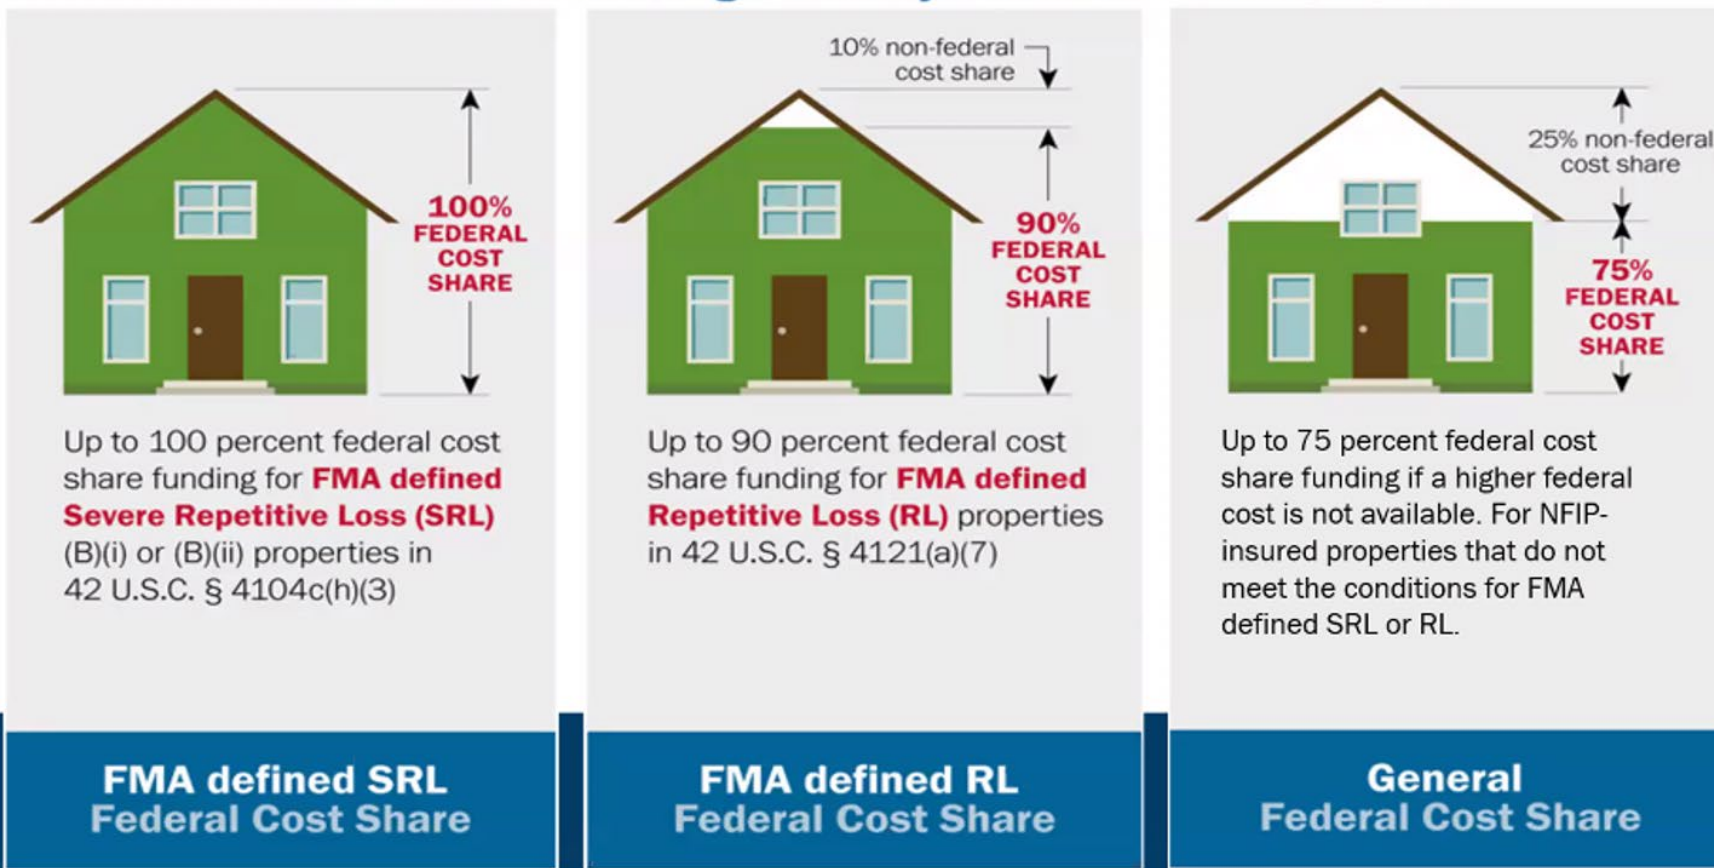 100%
FEDERAL
COST
SHARE
Up to 100 percent federal cost
share funding for FMA defined
Severe Repetitive Loss (SRL)
(B)(i) or (B)(ii) properties in
42 U.S.C. § 4104c(h)(3)
FMA defined SRL
Federal Cost Share
10% non-federal
cost share
90%
FEDERAL
COST
SHARE
Up to 90 percent federal cost
share funding for FMA defined
Repetitive Loss (RL) properties
in 42 U.S.C. § 4121(a)(7)
FMA defined RL
Federal Cost Share
25% non-federal
cost share
75%
FEDERAL
COST
SHARE
Up to 75 percent federal cost
share funding if a higher federal
cost is not available. For NFIP-
insured properties that do not
meet the conditions for FMA
defined SRL or RL.
General
Federal Cost Share